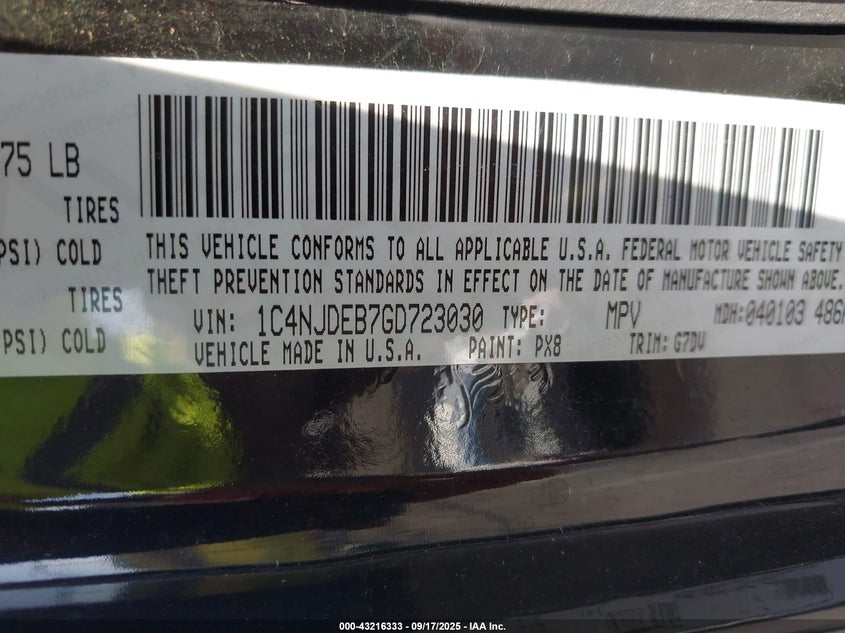 75 LB
TIRES
PSI) COLD
TIRES
PSI) COLD
THIS VEHICLE CONFORMS TO ALL APPLICABLE U.S.A. FEDERAL MOTOR VEHICLE SAFETY
THEFT PREVENTION STANDARDS IN EFFECT ON THE DATE OF MANUFACTURE SHOWN ABOVE.
VIN: 1C4NJDEB7GD723030 TYPE: MPV MDH:040103 486
VEHICLE MADE IN U.S.A. PAINT: PX8 TRIM: G7DV
000-43216333 - 09/17/2025 - IAA Inc.